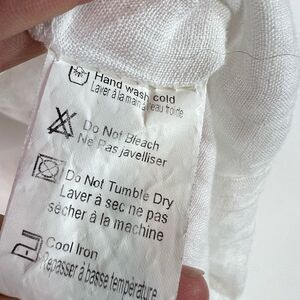 Hand wash cold
Laver à la main à l'eau froide
Do Not Bleach
Ne Pas javelliser
Do Not Tumble Dry
Laver à sec ne pas
sécher à la machine
Cool Iron
Repasser à basse température